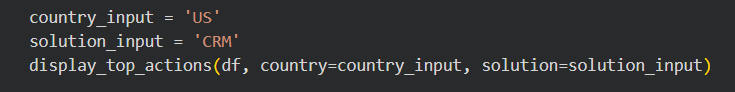 country_input = 'US'
solution_input = 'CRM'
display_top_actions(df, country=country_input, solution=solution_input)